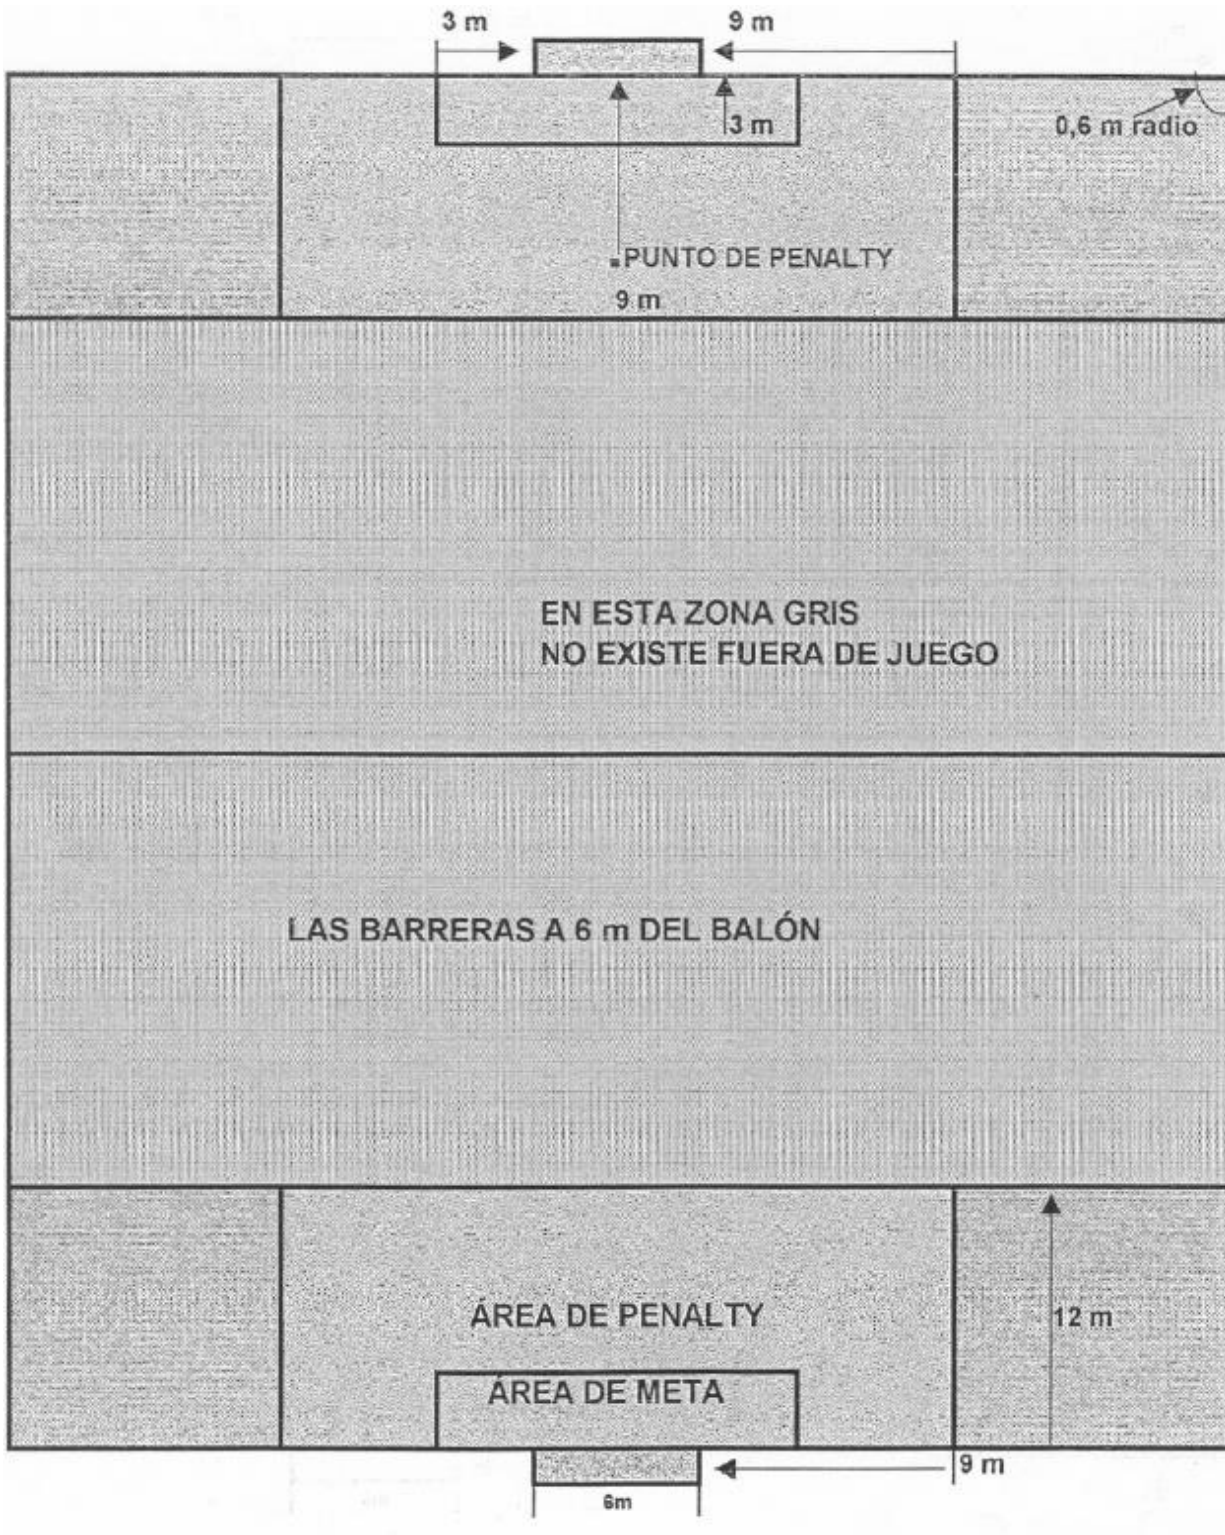 3 m
9 m
3 m
0,6 m radio
PUNTO DE PENALTY
9 m
EN ESTA ZONA GRIS
NO EXISTE FUERA DE JUEGO
LAS BARRERAS A 6 m DEL BALÓN
ÁREA DE PENALTY
12 m
ÁREA DE META
9 m
6m